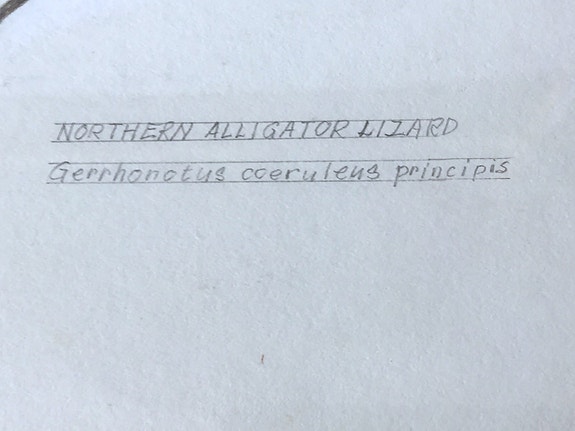 NORTHERN ALLIGATOR LIZARD
Gerrhonotus coeruleus principis